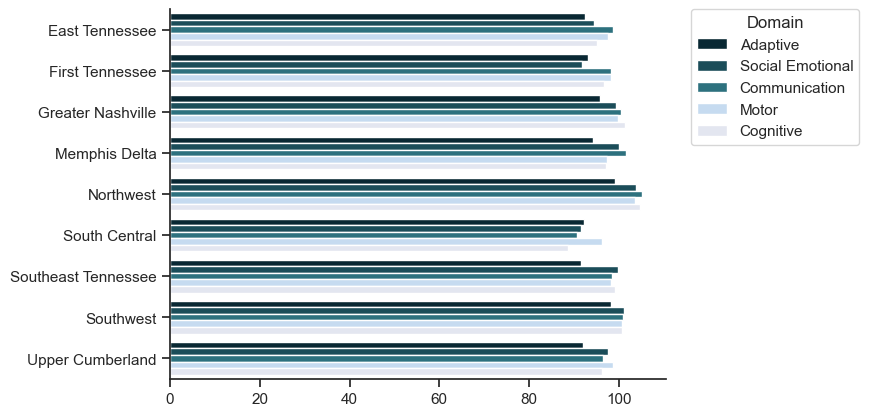 East Tennessee
First Tennessee
Greater Nashville
Memphis Delta
Northwest
South Central
Southeast Tennessee
Southwest
Upper Cumberland
0 20 40 60 80 100
Domain
Adaptive
Social Emotional
Communication
Motor
Cognitive